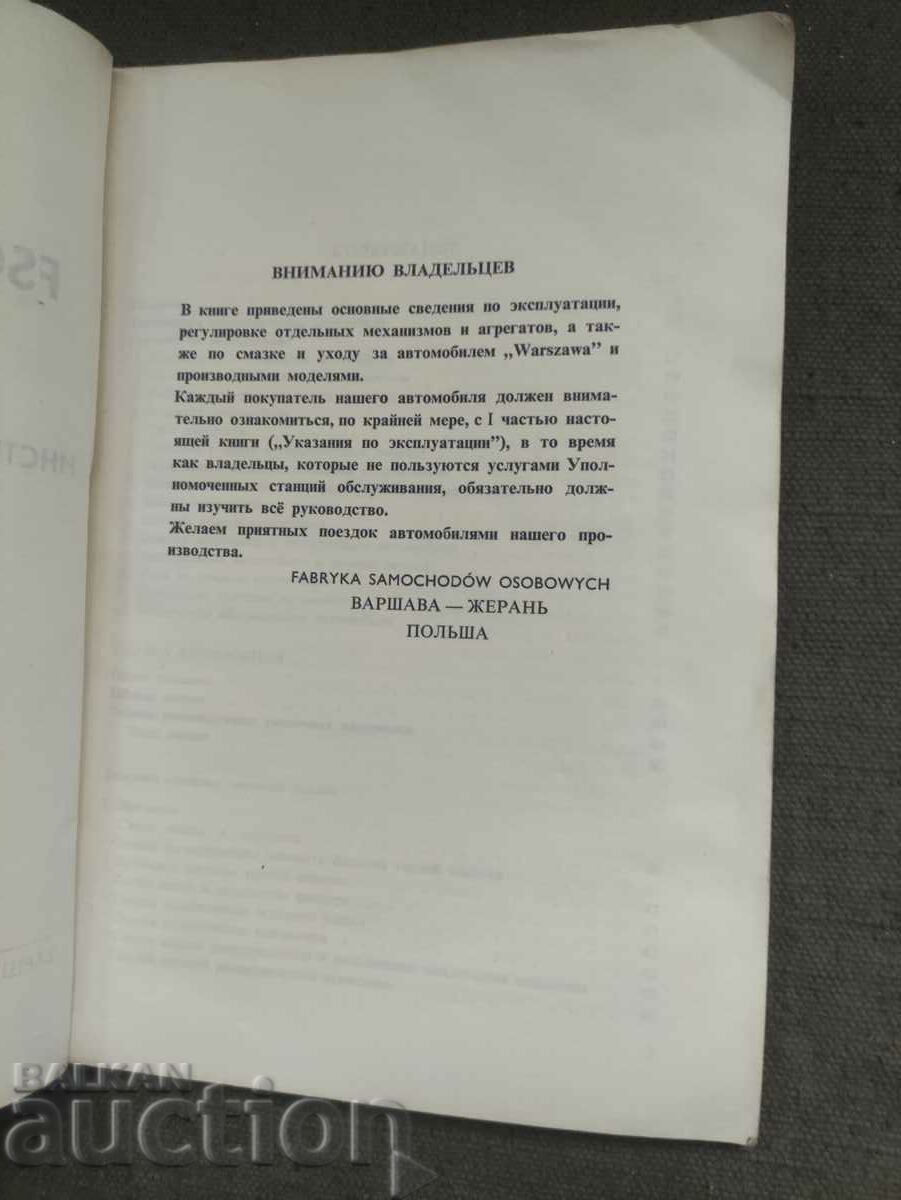 ВНИМАНИЮ ВЛАДЕЛЬЦЕВ
В книге приведены основные сведения по эксплуатации,
регулировке отдельных механизмов и агрегатов, а так-
же по смазке и уходу за автомобилем „Warszawa” и
производными моделями.
Каждый покупатель нашего автомобиля должен внима-
тельно ознакомиться, по крайней мере, с I частью насто-
ящей книги („Указания по эксплуатации”), в то время
как владельцы, которые не пользуются услугами Упол-
номоченных станций обслуживания, обязательно долж-
ны изучить всё руководство.
Желаем приятных поездок автомобилями нашего про-
изводства.
FABRYKA SAMOCHODÓW OSOBOWYCH
ВАРШАВА — ЖЕРАНЬ
ПОЛЬША
BALKAN
auction